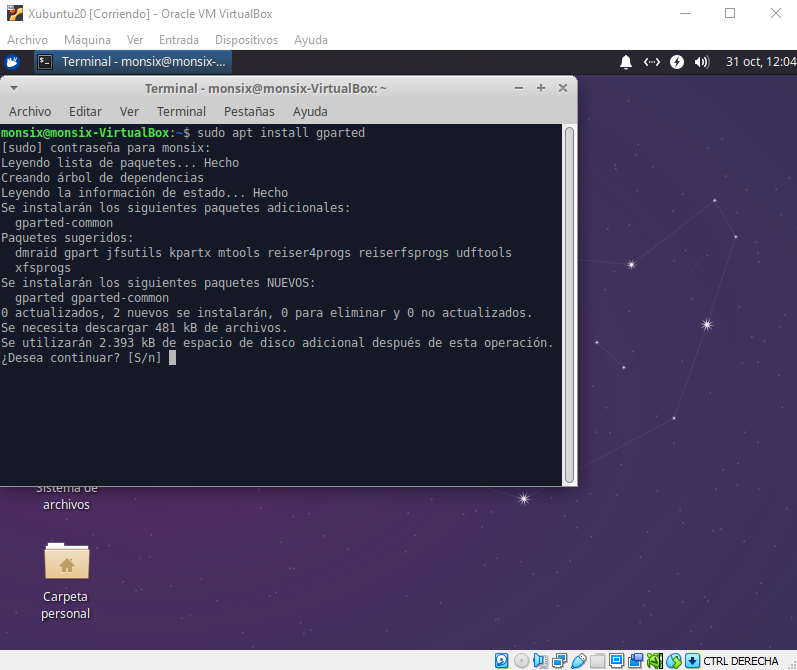 Xubuntu20 [Corriendo] - Oracle VM VirtualBox
Archivo Máquina Ver Entrada Dispositivos Ayuda
Terminal - monsix@monsix-... 31 oct, 12:04
Terminal - monsix@monsix-VirtualBox: ~
Archivo Editar Ver Terminal Pestañas Ayuda
monsix@monsix-VirtualBox:~$ sudo apt install gparted
[sudo] contraseña para monsix:
Leyendo lista de paquetes... Hecho
Creando árbol de dependencias
Leyendo la información de estado... Hecho
Se instalarán los siguientes paquetes adicionales:
gparted-common
Paquetes sugeridos:
dmraid gpart jfsutils kpartx mtools reiser4progs reiserfsprogs udftools
xfsprogs
Se instalarán los siguientes paquetes NUEVOS:
gparted gparted-common
0 actualizados, 2 nuevos se instalarán, 0 para eliminar y 0 no actualizados.
Se necesita descargar 481 kB de archivos.
Se utilizarán 2.393 kB de espacio de disco adicional después de esta operación.
¿Desea continuar? [S/n]
Sistema de
archivos
Carpeta
personal
CTRL DERECHA